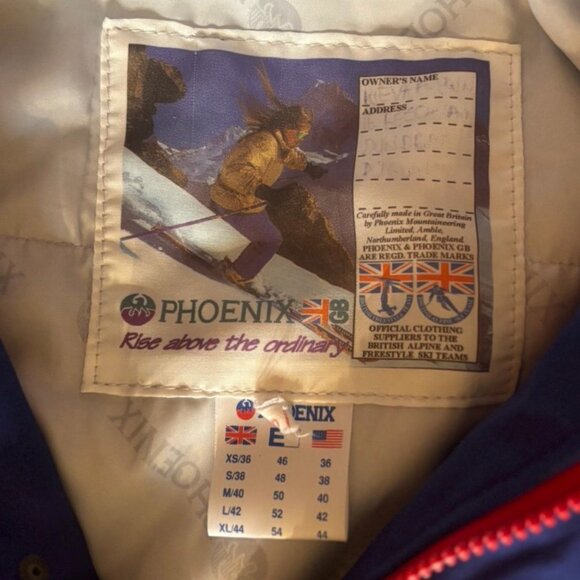 OWNER'S NAME
ADDRESS
Carefully made in Great Britain
by Phoenix Mountaineering
Limited, Amble,
Northumberland, England.
PHOENIX & PHOENIX GB
ARE REGD. TRADE MARKS
OFFICIAL CLOTHING
SUPPLIERS TO THE
BRITISH ALPINE AND
FREESTYLE SKI TEAMS
PHOENIX GB
Rise above the ordinary
PHOENIX
E
XS/36 46 36
S/38 48 38
M/40 50 40
L/42 52 42
XL/44 54 44
PHOENIX